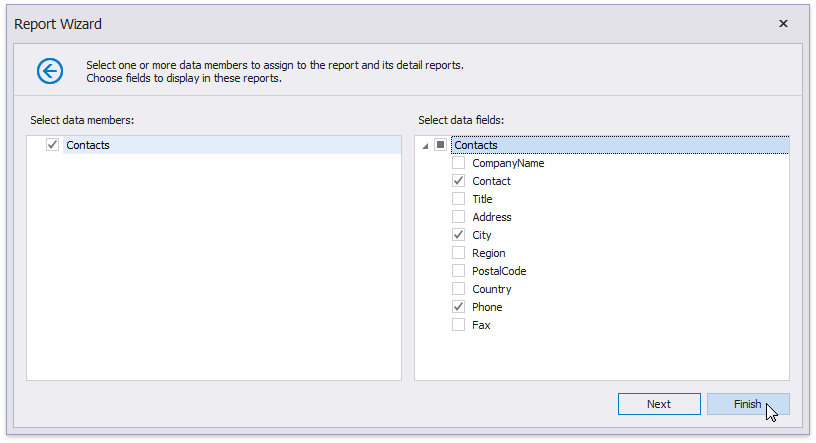 Report Wizard
Select one or more data members to assign to the report and its detail reports.
Choose fields to display in these reports.
Select data members:
Select data fields:
Contacts
Contacts
CompanyName
Contact
Title
Address
City
Region
PostalCode
Country
Phone
Fax
Next
Finish